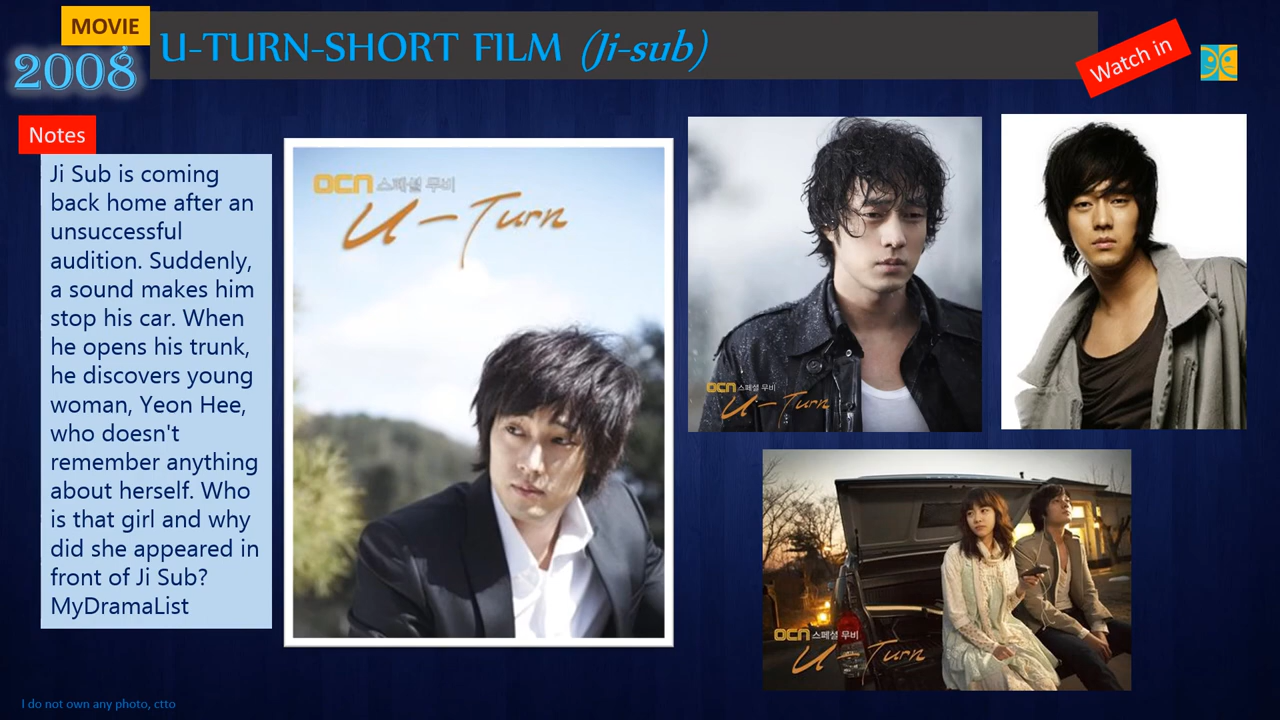 MOVIE
2008
U-TURN-SHORT FILM (Ji-sub)
Watch in
Notes
Ji Sub is coming
back home after an
unsuccessful
audition. Suddenly,
a sound makes him
stop his car. When
he opens his trunk,
he discovers young
woman, Yeon Hee,
who doesn't
remember anything
about herself. Who
is that girl and why
did she appeared in
front of Ji Sub?
MyDramaList
OCN 스페셜 무비
U-Turn
OCN 스페셜 무비
U-Turn
OCN 스페셜 무비
U-Turn
I do not own any photo, ctto